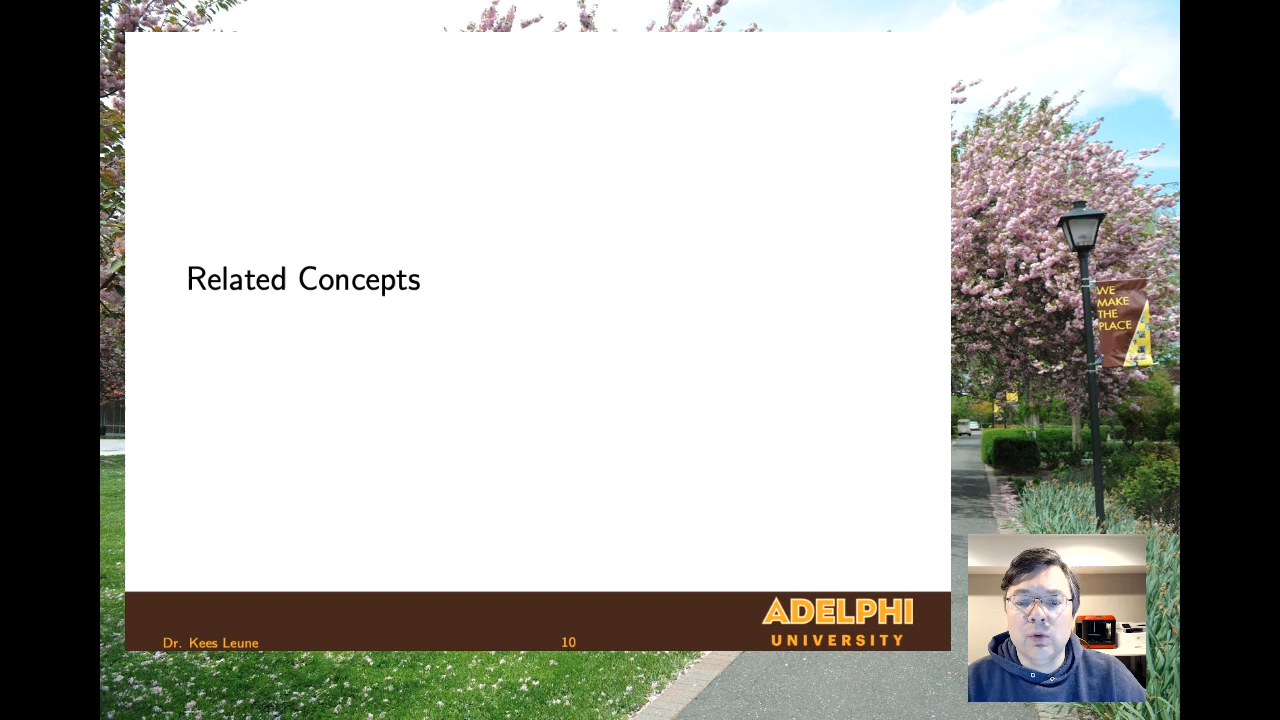 Related Concepts
WE
MAKE
THE
PLACE
Dr. Kees Leune
10
ADELPHI
UNIVERSITY